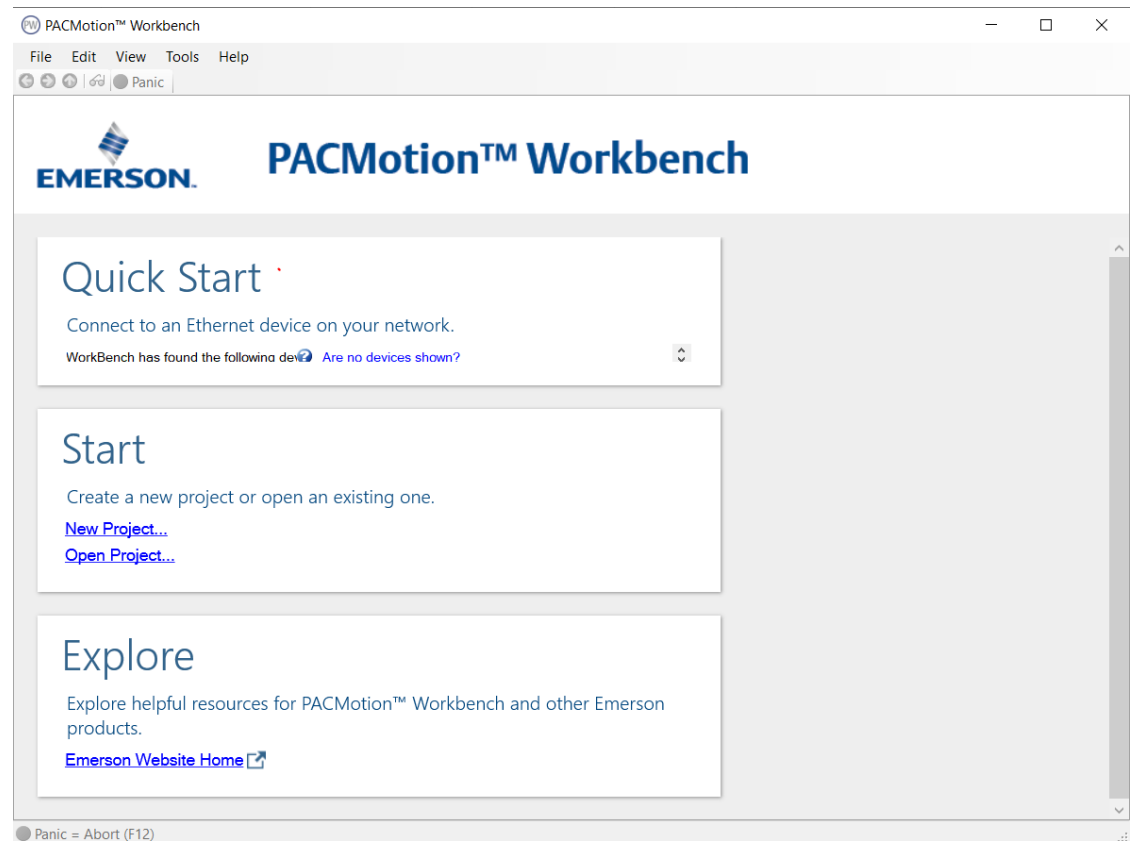 PACMotion™ Workbench
File Edit View Tools Help
Panic
EMERSON™
PACMotion™ Workbench
Quick Start
Connect to an Ethernet device on your network.
WorkBench has found the following dev Are no devices shown?
Start
Create a new project or open an existing one.
New Project...
Open Project...
Explore
Explore helpful resources for PACMotion™ Workbench and other Emerson
products.
Emerson Website Home
Panic = Abort (F12)